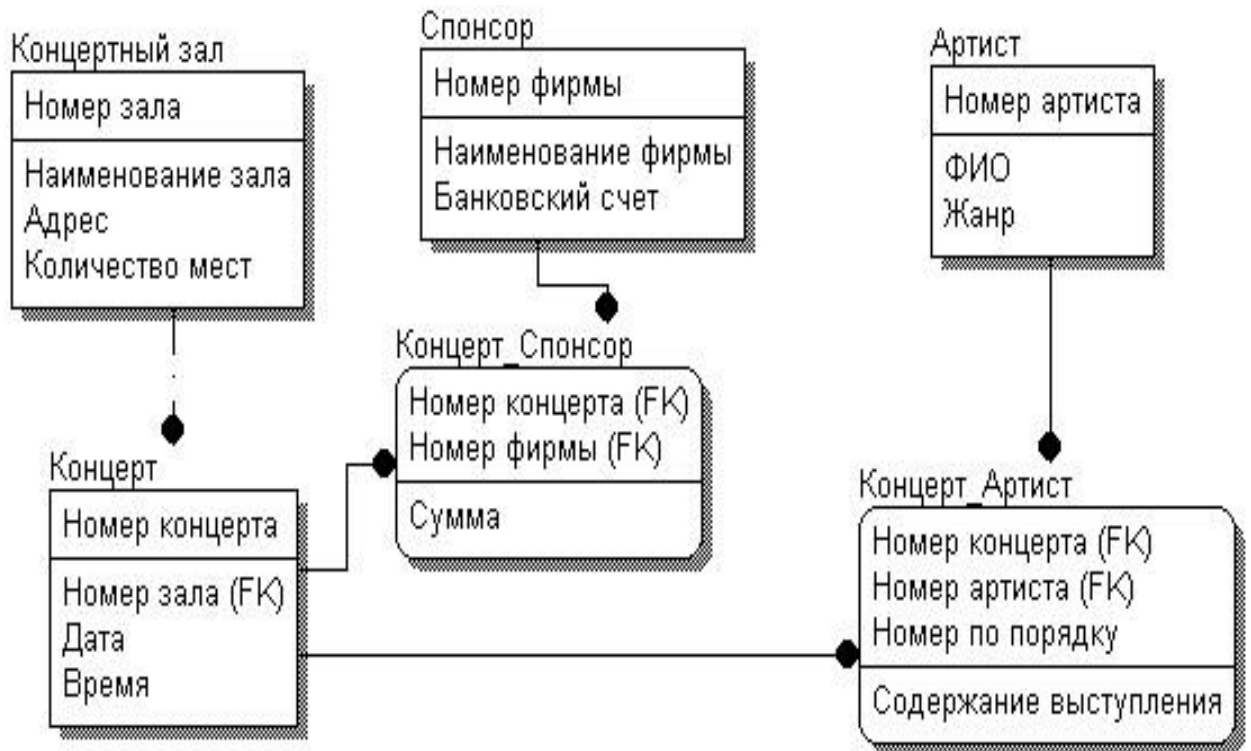 Концертный зал
Номер зала
Наименование зала
Адрес
Количество мест
Спонсор
Номер фирмы
Наименование фирмы
Банковский счет
Артист
Номер артиста
ФИО
Жанр
Концерт_Спонсор
Номер концерта (FK)
Номер фирмы (FK)
Сумма
Концерт
Номер концерта
Номер зала (FK)
Дата
Время
Концерт_Артист
Номер концерта (FK)
Номер артиста (FK)
Номер по порядку
Содержание выступления